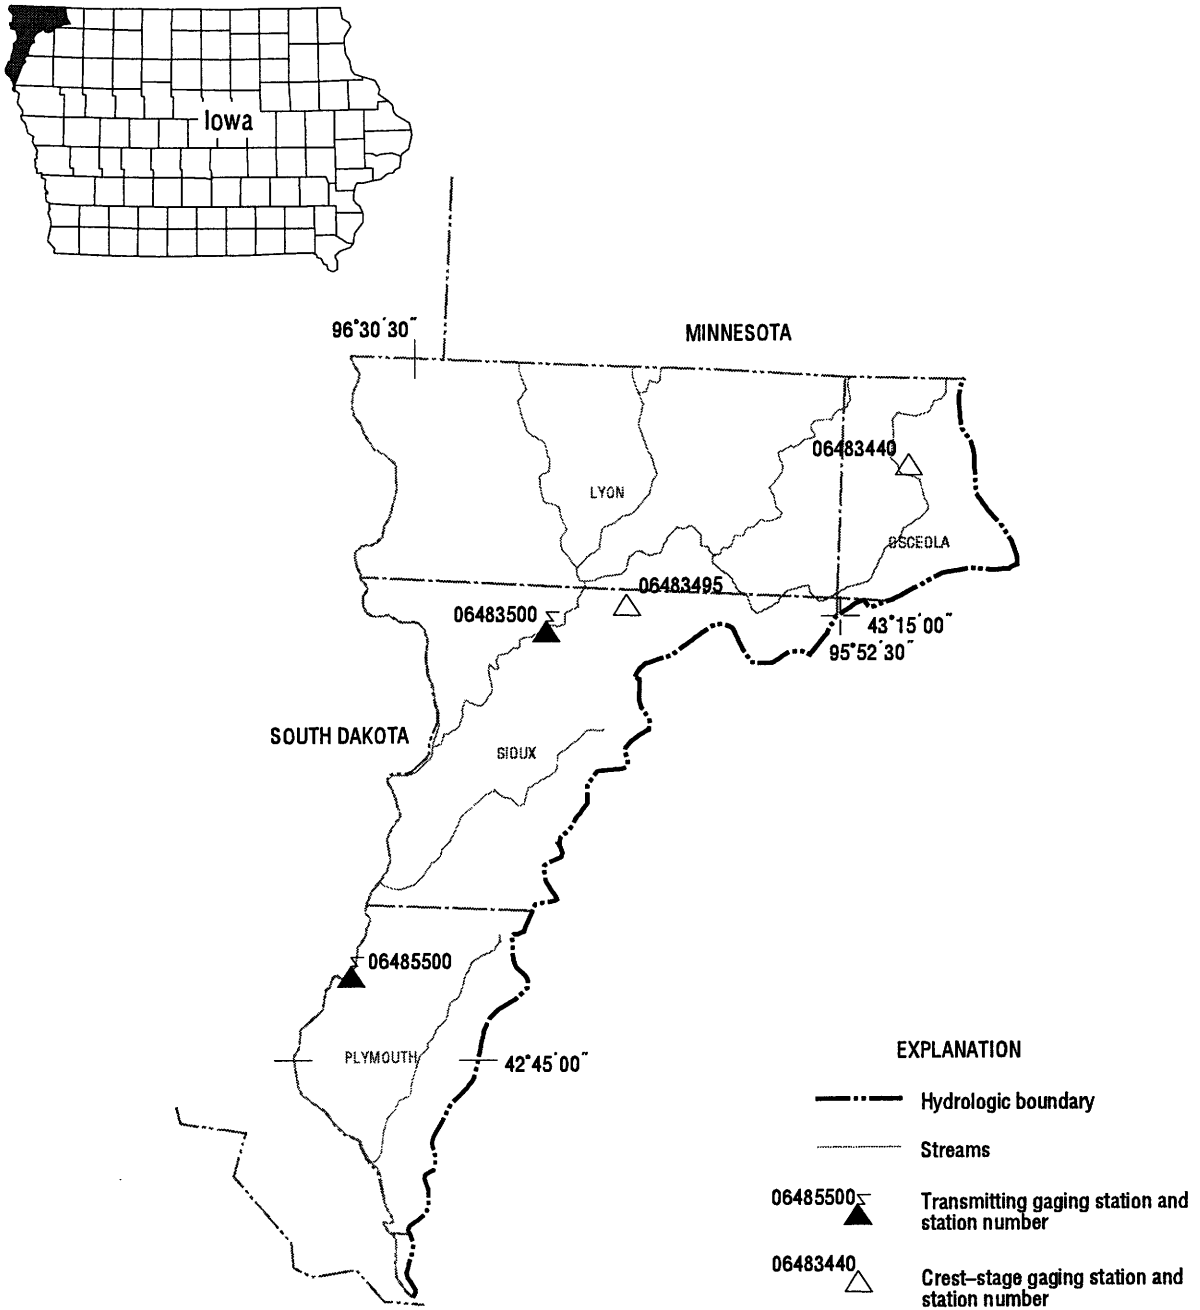 Iowa
96°30´30˝
MINNESOTA
06483440
LYON
OSCEOLA
06483495
06483500
43°15´00˝
95°52´30˝
SOUTH DAKOTA
SIOUX
06485500
PLYMOUTH
42°45´00˝
EXPLANATION
Hydrologic boundary
Streams
06485500
Transmitting gaging station and
station number
06483440
Crest–stage gaging station and
station number